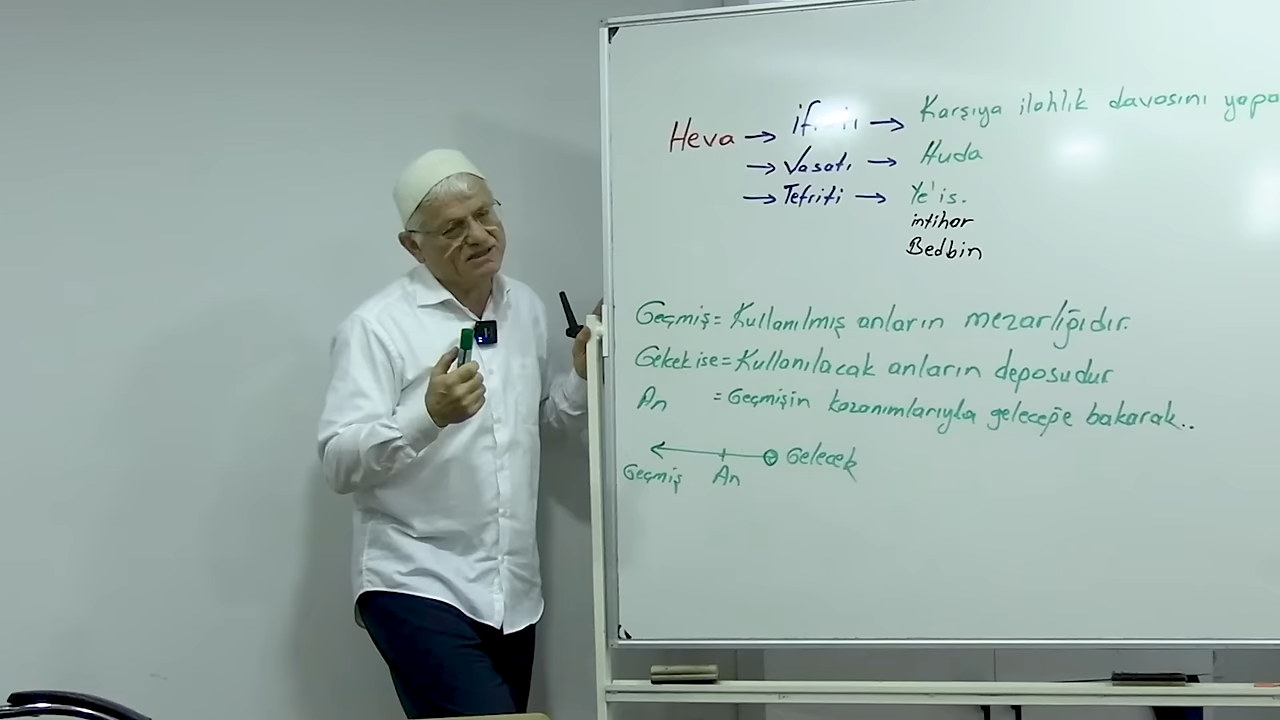 Heva → → Karşıya ilahlık davasını yapa
→ Vasatı → Huda
→ Tefriti → Ye'is.
intihar
Bedbin
Geçmiş = Kullanılmış anların mezarlığıdır.
Gelcek ise = Kullanılacak anların deposudur
An = Geçmişin kazanımlarıyla geleceğe bakarak..
Geçmiş An Gelecek